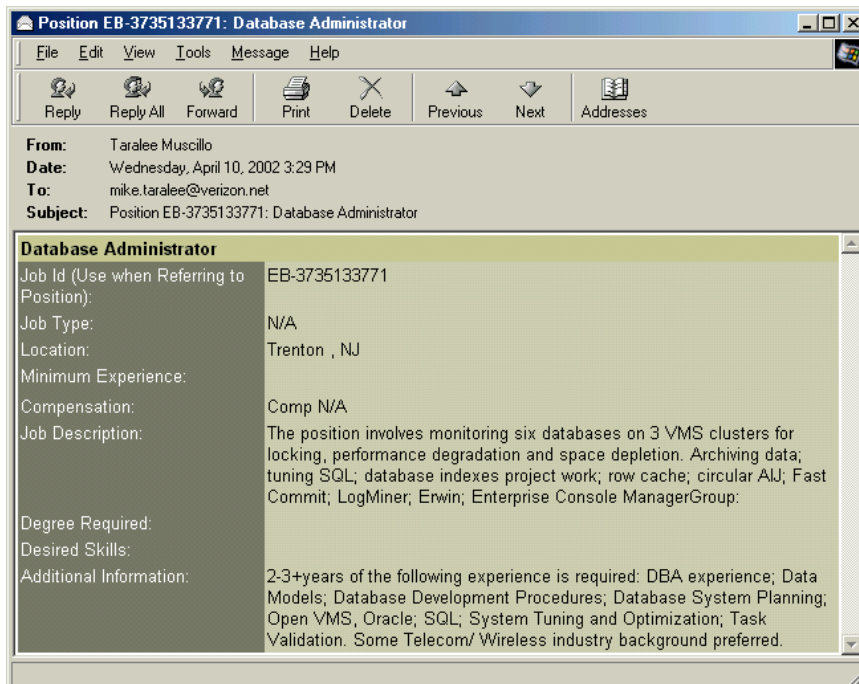 Position EB-3735133771: Database Administrator
File Edit View Tools Message Help
Reply Reply All Forward Print Delete Previous Next Addresses
From: Taralee Muscillo
Date: Wednesday, April 10, 2002 3:29 PM
To: mike.taralee@verizon.net
Subject: Position EB-3735133771: Database Administrator
Database Administrator
Job Id (Use when Referring to Position): EB-3735133771
Job Type: N/A
Location: Trenton , NJ
Minimum Experience:
Compensation: Comp N/A
Job Description: The position involves monitoring six databases on 3 VMS clusters for
locking, performance degradation and space depletion. Archiving data;
tuning SQL; database indexes project work; row cache; circular AIJ; Fast
Commit; LogMiner; Erwin; Enterprise Console ManagerGroup:
Degree Required:
Desired Skills:
Additional Information: 2-3+years of the following experience is required: DBA experience; Data
Models; Database Development Procedures; Database System Planning;
Open VMS, Oracle; SQL; System Tuning and Optimization; Task
Validation. Some Telecom/ Wireless industry background preferred.